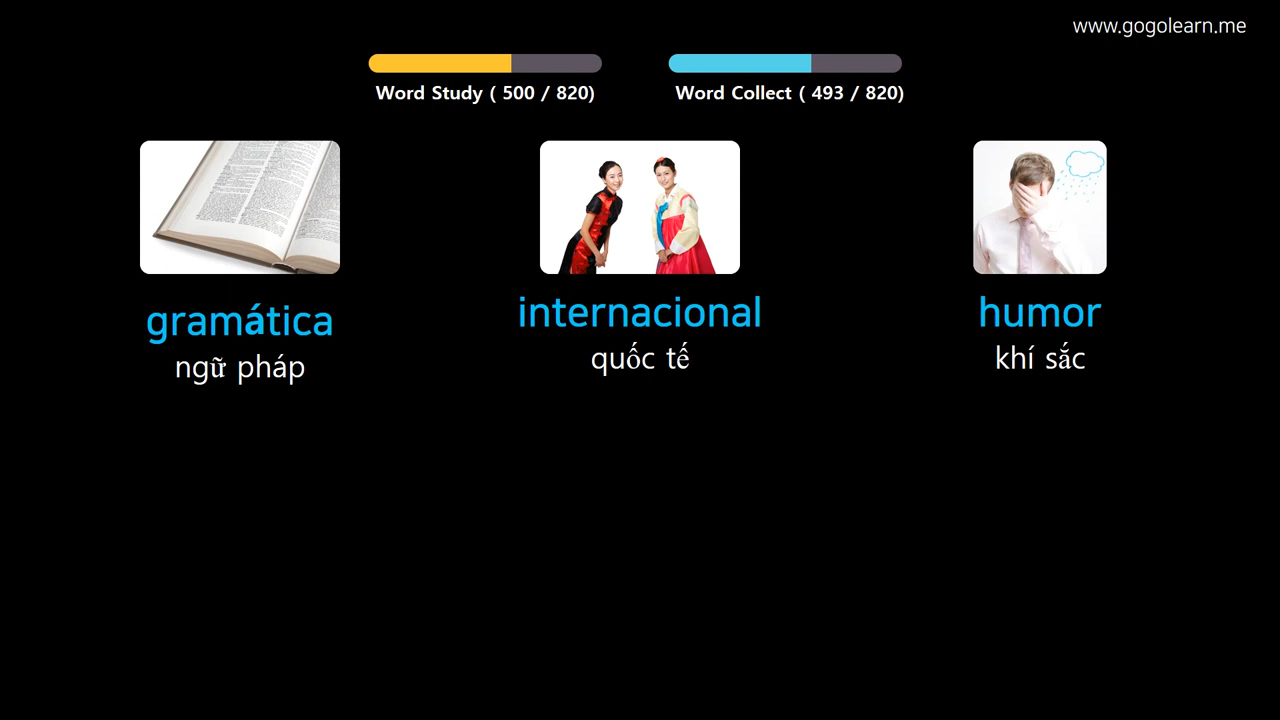 www.gogolearn.me
Word Study ( 500 / 820)
Word Collect ( 493 / 820)
gramática
ngữ pháp
internacional
quốc tế
humor
khí sắc